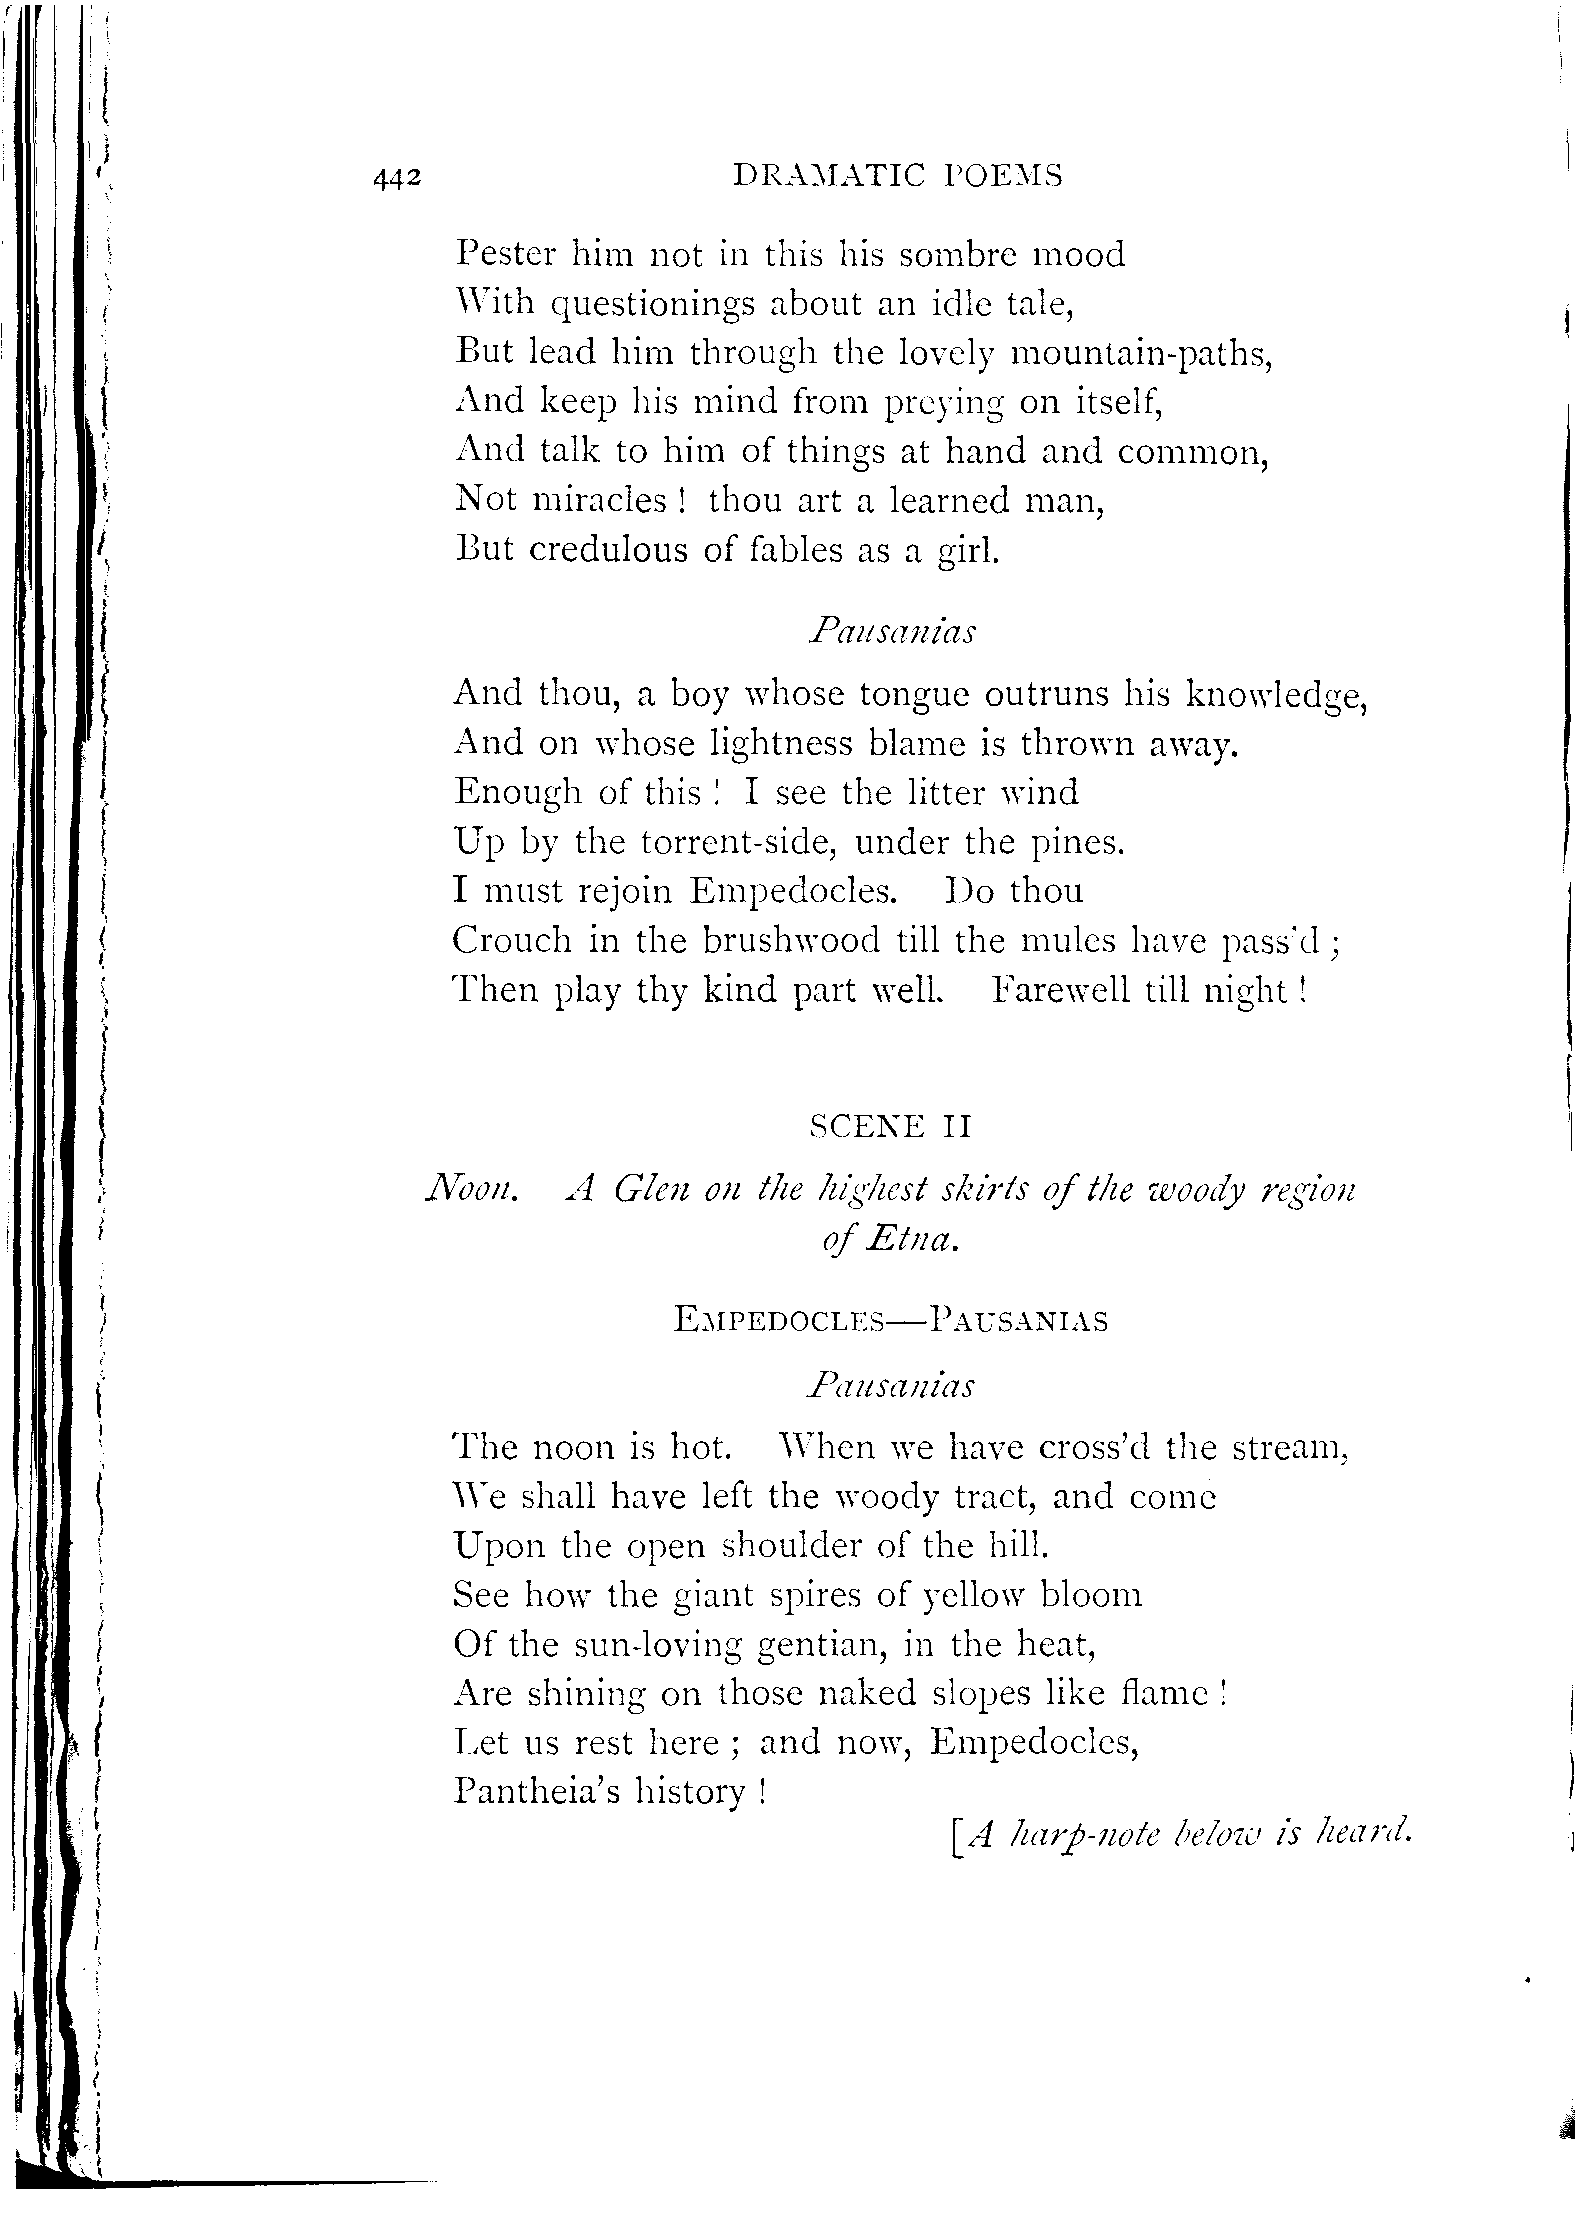 442 DRAMATIC POEMS
Pester him not in this his sombre mood
With questionings about an idle tale,
But lead him through the lovely mountain-paths,
And keep his mind from preying on itself,
And talk to him of things at hand and common,
Not miracles ! thou art a learned man,
But credulous of fables as a girl.
Pausanias
And thou, a boy whose tongue outruns his knowledge,
And on whose lightness blame is thrown away.
Enough of this ! I see the litter wind
Up by the torrent-side, under the pines.
I must rejoin Empedocles. Do thou
Crouch in the brushwood till the mules have pass'd ;
Then play thy kind part well. Farewell till night !
SCENE II
Noon. A Glen on the highest skirts of the woody region
of Etna.
EMPEDOCLES—PAUSANIAS
Pausanias
The noon is hot. When we have cross'd the stream,
We shall have left the woody tract, and come
Upon the open shoulder of the hill.
See how the giant spires of yellow bloom
Of the sun-loving gentian, in the heat,
Are shining on those naked slopes like flame !
Let us rest here ; and now, Empedocles,
Pantheia's history !
[A harp-note below is heard.